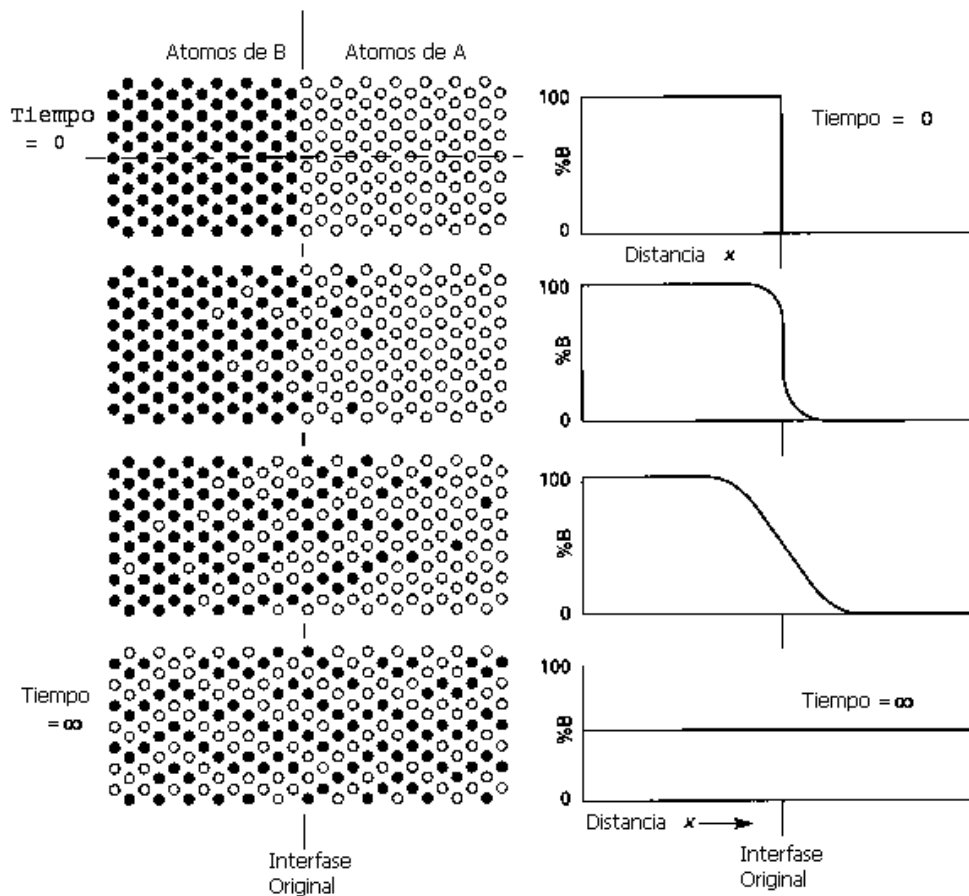 Atomos de B
Atomos de A
Tiempo
= 0
100
%B
0
Tiempo = 0
Distancia x
100
%B
0
100
%B
0
Tiempo
=∞
100
%B
0
Tiempo =∞
Distancia x
Interfase
Original
Interfase
Original